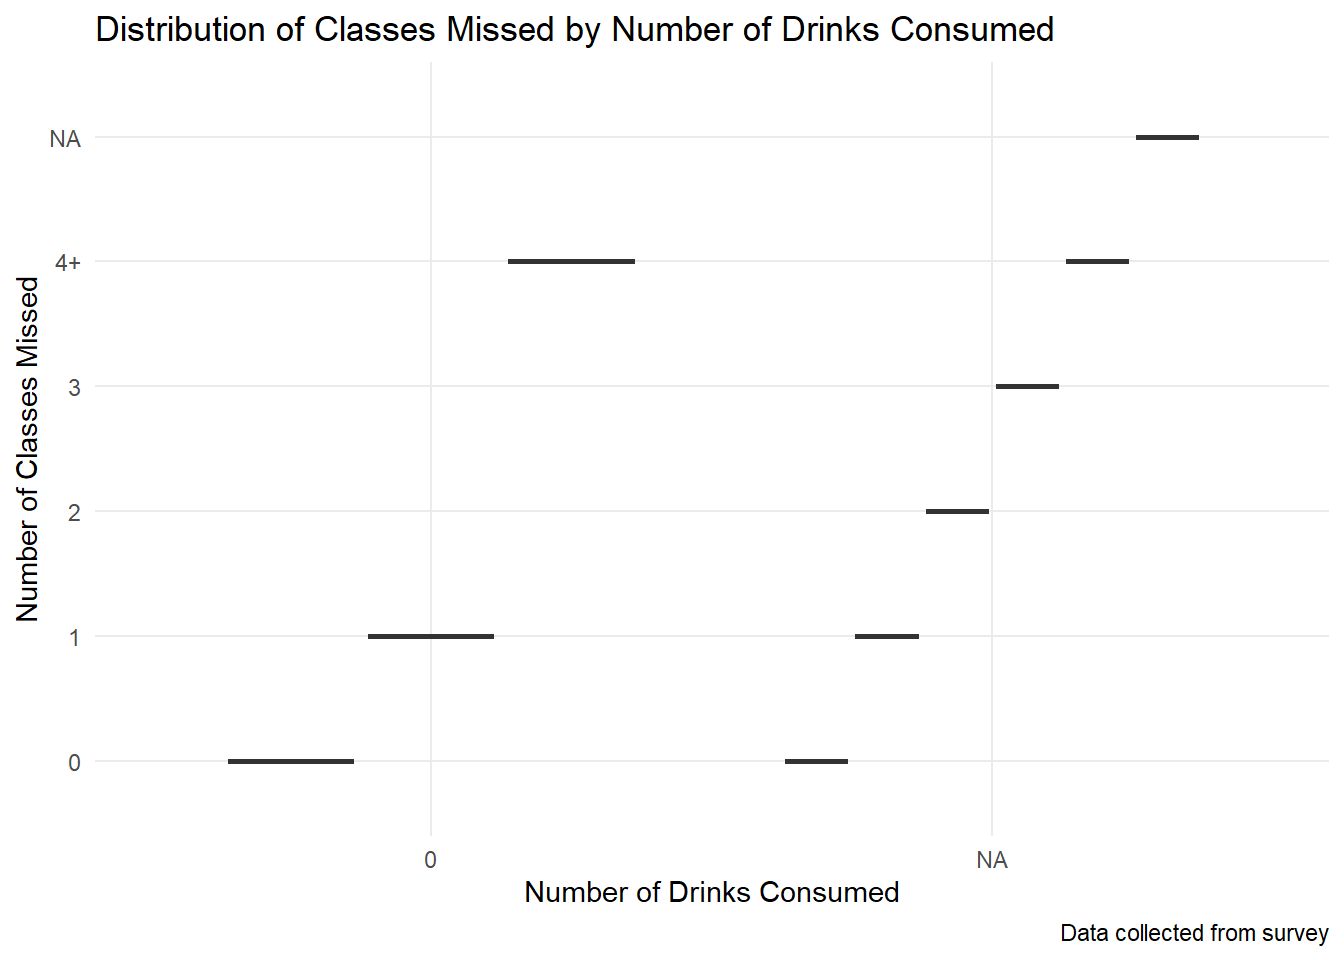 Distribution of Classes Missed by Number of Drinks Consumed
Number of Classes Missed
NA
4+
3
2
1
0
0 NA
Number of Drinks Consumed
Data collected from survey